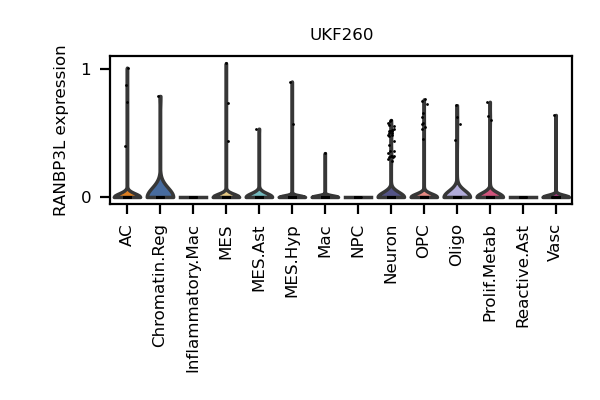 UKF260
RANBP3L expression
1
0
AC
Chromatin.Reg
Inflammatory.Mac
MES
MES.Ast
MES.Hyp
Mac
NPC
Neuron
OPC
Oligo
Prolif.Metab
Reactive.Ast
Vasc